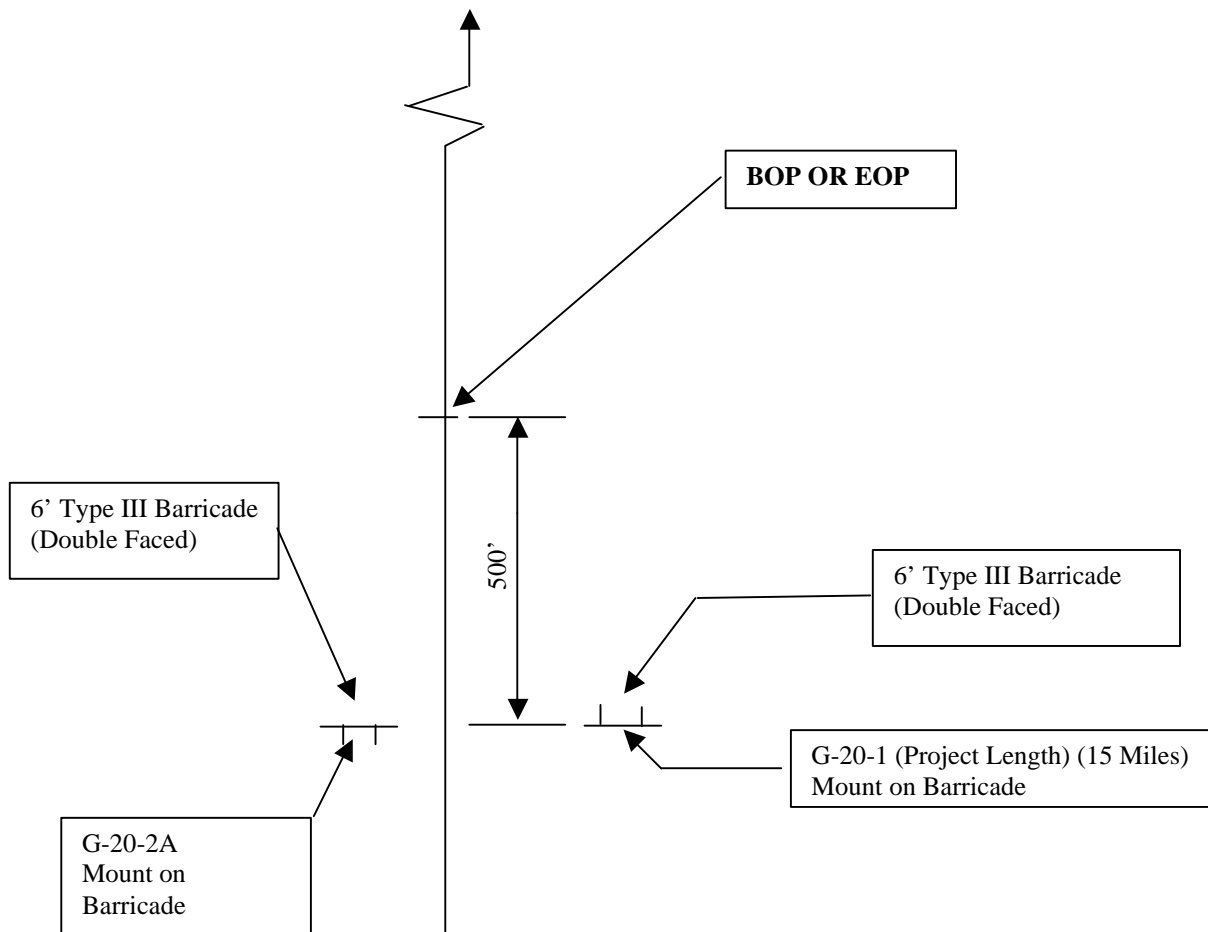 BOP OR EOP
6’ Type III Barricade
(Double Faced)
500’
6’ Type III Barricade
(Double Faced)
G-20-1 (Project Length) (15 Miles)
Mount on Barricade
G-20-2A
Mount on
Barricade